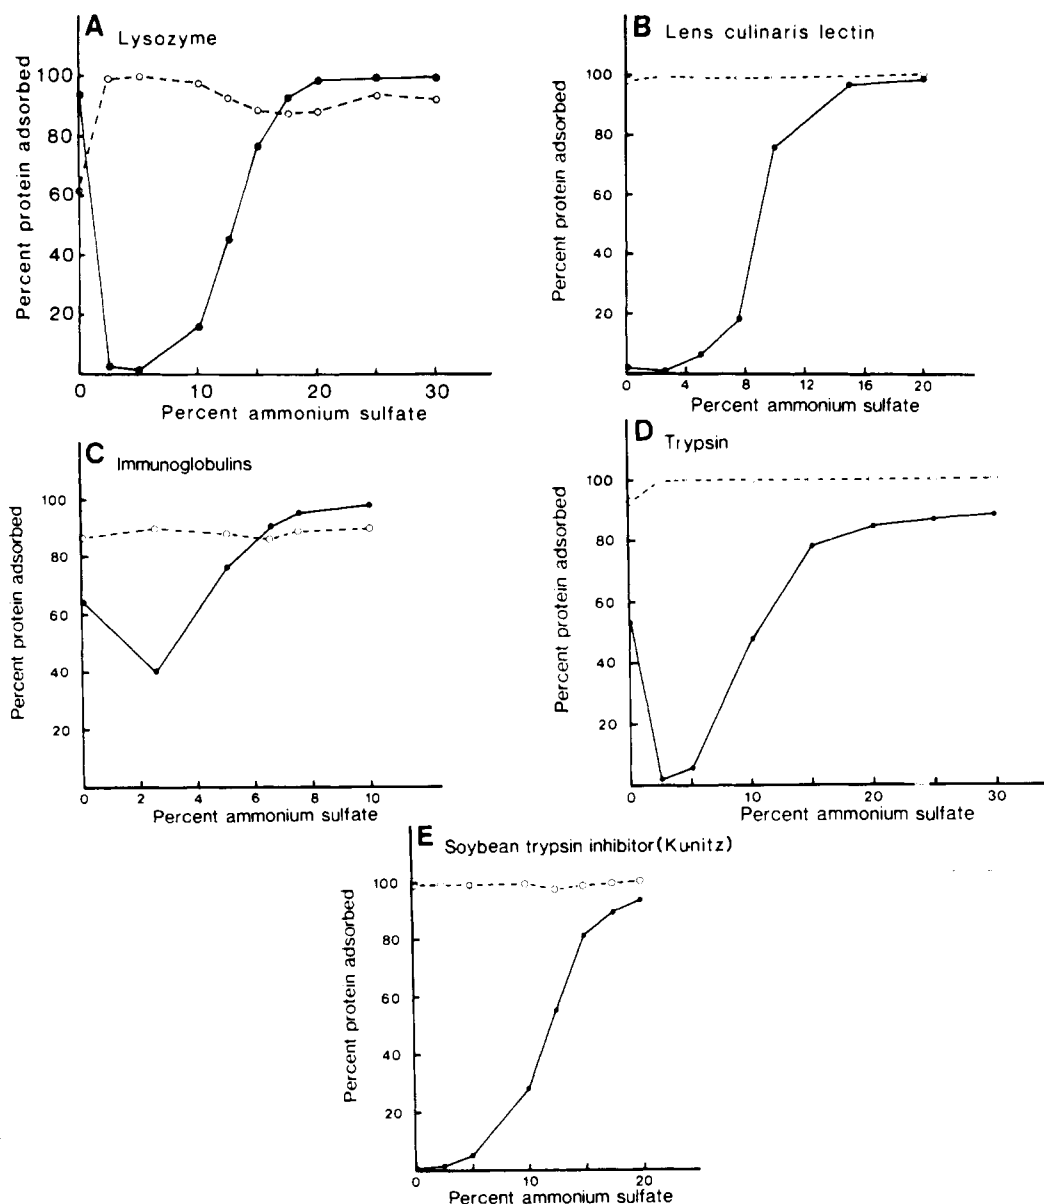 A Lysozyme
Percent protein adsorbed
100
80
60
40
20
0 10 20 30
Percent ammonium sulfate
B Lens culinaris lectin
Percent protein adsorbed
100
80
60
40
20
0 4 8 12 16 20
Percent ammonium sulfate
C Immunoglobulins
Percent protein adsorbed
100
80
60
40
20
0 2 4 6 8 10
Percent ammonium sulfate
D Trypsin
Percent protein adsorbed
100
80
60
40
20
0 10 20 30
Percent ammonium sulfate
E Soybean trypsin inhibitor(Kunitz)
Percent protein adsorbed
100
80
60
40
20
0 10 20
Percent ammonium sulfate